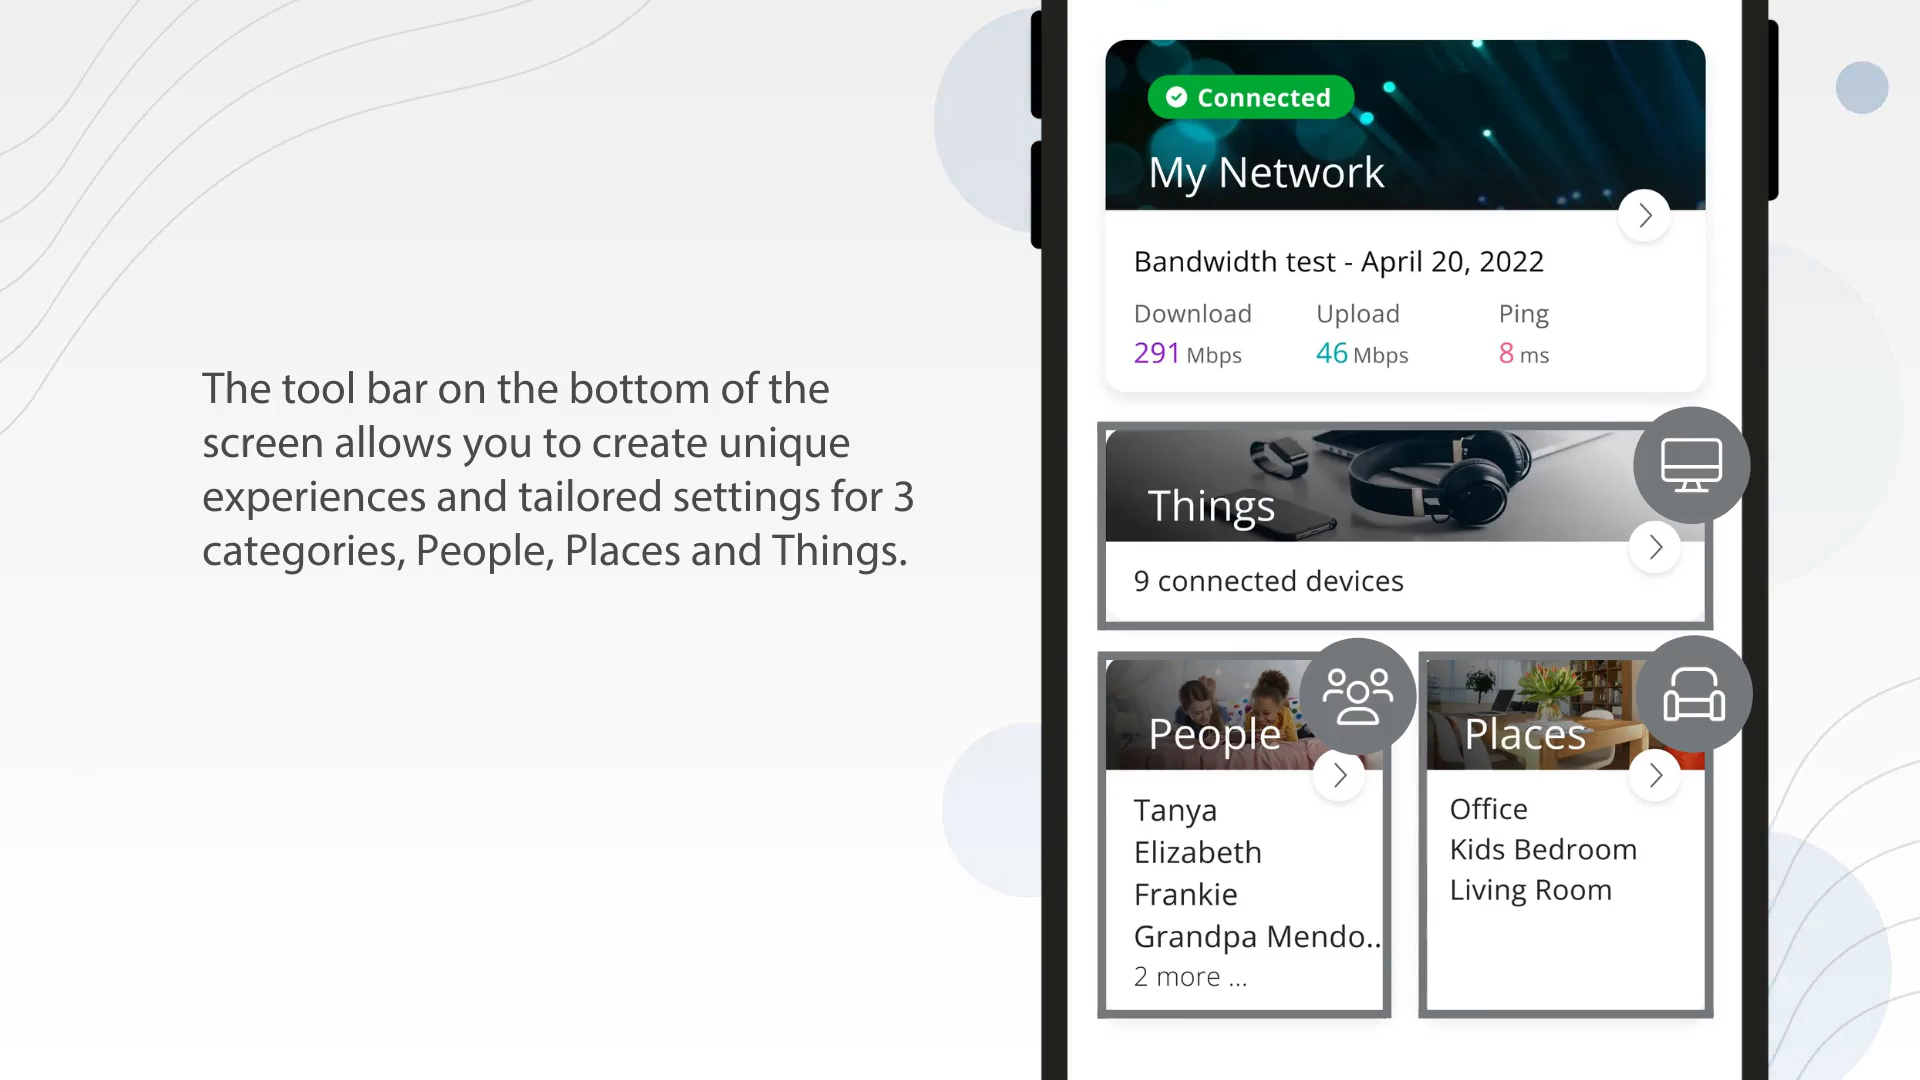 The tool bar on the bottom of the
screen allows you to create unique
experiences and tailored settings for 3
categories, People, Places and Things.
Connected
My Network
Bandwidth test - April 20, 2022
Download Upload Ping
291 Mbps 46 Mbps 8 ms
Things
9 connected devices
People
Tanya
Elizabeth
Frankie
Grandpa Mendo..
2 more ...
Places
Office
Kids Bedroom
Living Room